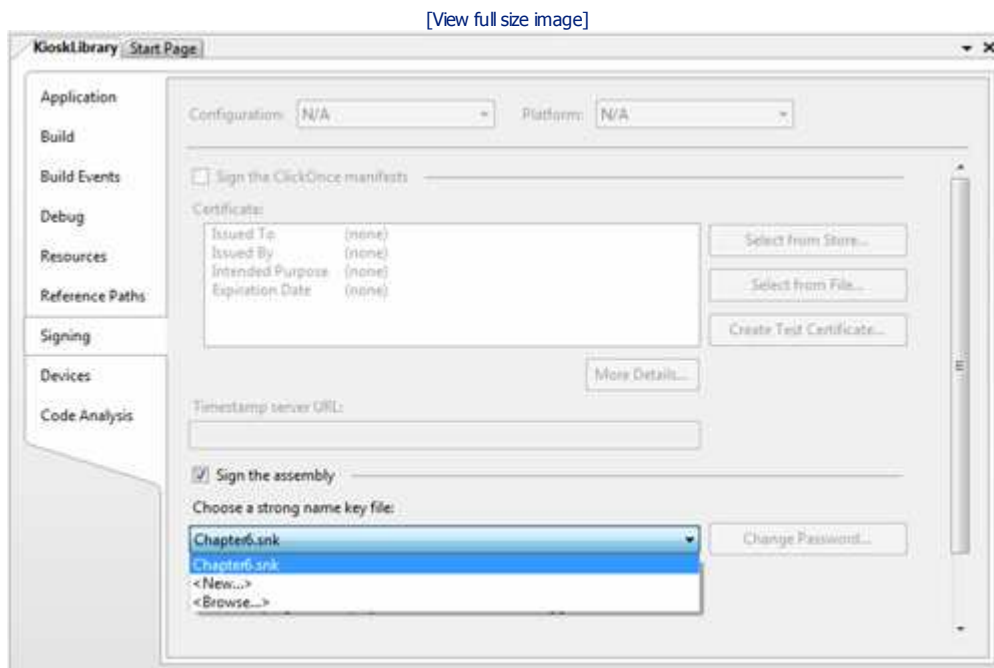 [View full size image]
KioskLibrary Start Page
Application
Build
Build Events
Debug
Resources
Reference Paths
Signing
Devices
Code Analysis
Configuration: N/A Platform: N/A
Sign the ClickOnce manifests
Certificate:
Issued To (none)
Issued By (none)
Intended Purpose (none)
Expiration Date (none)
Select from Store...
Select from File...
Create Test Certificate...
More Details...
Timestamp server URL:
Sign the assembly
Choose a strong name key file:
Chapter6.snk Change Password...
Chapter6.snk
<New...>
<Browse...>